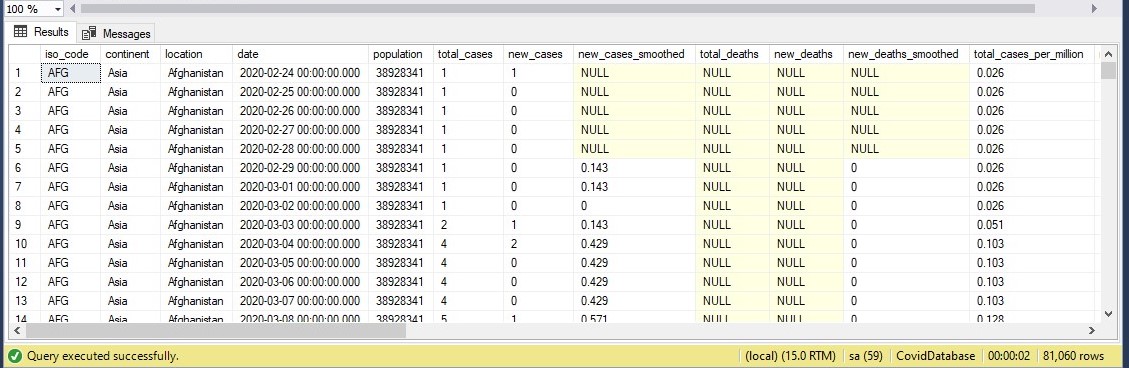 100 %
Results Messages
iso_code continent location date population total_cases new_cases new_cases_smoothed total_deaths new_deaths new_deaths_smoothed total_cases_per_million
1 AFG Asia Afghanistan 2020-02-24 00:00:00.000 38928341 1 1 NULL NULL NULL NULL 0.026
2 AFG Asia Afghanistan 2020-02-25 00:00:00.000 38928341 1 0 NULL NULL NULL NULL 0.026
3 AFG Asia Afghanistan 2020-02-26 00:00:00.000 38928341 1 0 NULL NULL NULL NULL 0.026
4 AFG Asia Afghanistan 2020-02-27 00:00:00.000 38928341 1 0 NULL NULL NULL NULL 0.026
5 AFG Asia Afghanistan 2020-02-28 00:00:00.000 38928341 1 0 NULL NULL NULL NULL 0.026
6 AFG Asia Afghanistan 2020-02-29 00:00:00.000 38928341 1 0 0.143 NULL NULL 0 0.026
7 AFG Asia Afghanistan 2020-03-01 00:00:00.000 38928341 1 0 0.143 NULL NULL 0 0.026
8 AFG Asia Afghanistan 2020-03-02 00:00:00.000 38928341 1 0 0 NULL NULL 0 0.026
9 AFG Asia Afghanistan 2020-03-03 00:00:00.000 38928341 2 1 0.143 NULL NULL 0 0.051
10 AFG Asia Afghanistan 2020-03-04 00:00:00.000 38928341 4 2 0.429 NULL NULL 0 0.103
11 AFG Asia Afghanistan 2020-03-05 00:00:00.000 38928341 4 0 0.429 NULL NULL 0 0.103
12 AFG Asia Afghanistan 2020-03-06 00:00:00.000 38928341 4 0 0.429 NULL NULL 0 0.103
13 AFG Asia Afghanistan 2020-03-07 00:00:00.000 38928341 4 0 0.429 NULL NULL 0 0.103
14 AFG Asia Afghanistan 2020-03-08 00:00:00.000 38928341 5 1 0.571 NULL NULL 0 0.128
Query executed successfully. (local) (15.0 RTM) sa (59) CovidDatabase 00:00:02 81,060 rows